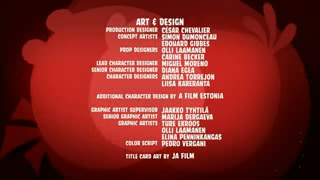 ART & DESIGN
PRODUCTION DESIGNER CÉSAR CHEVALIER
CONCEPT ARTISTS SIMON DUMONCEAU
EDOUARD GIBBES
PROP DESIGNERS OLLI LAAMANEN
CARINE BECKER
LEAD CHARACTER DESIGNER MIGUEL MORENO
SENIOR CHARACTER DESIGNER DIANA EGEA
CHARACTER DESIGNERS ANDREA TORREJON
LIISA KARERANTA
ADDITIONAL CHARACTER DESIGN BY A FILM ESTONIA
GRAPHIC ARTIST SUPERVISOR JAAKKO TYHTILÄ
SENIOR GRAPHIC ARTIST MARIJA DERGAEVA
GRAPHIC ARTISTS TURE EKROOS
OLLI LAAMANEN
ELINA PENNINKANGAS
COLOR SCRIPT PEDRO VERGANI
TITLE CARD ART BY JA FILM